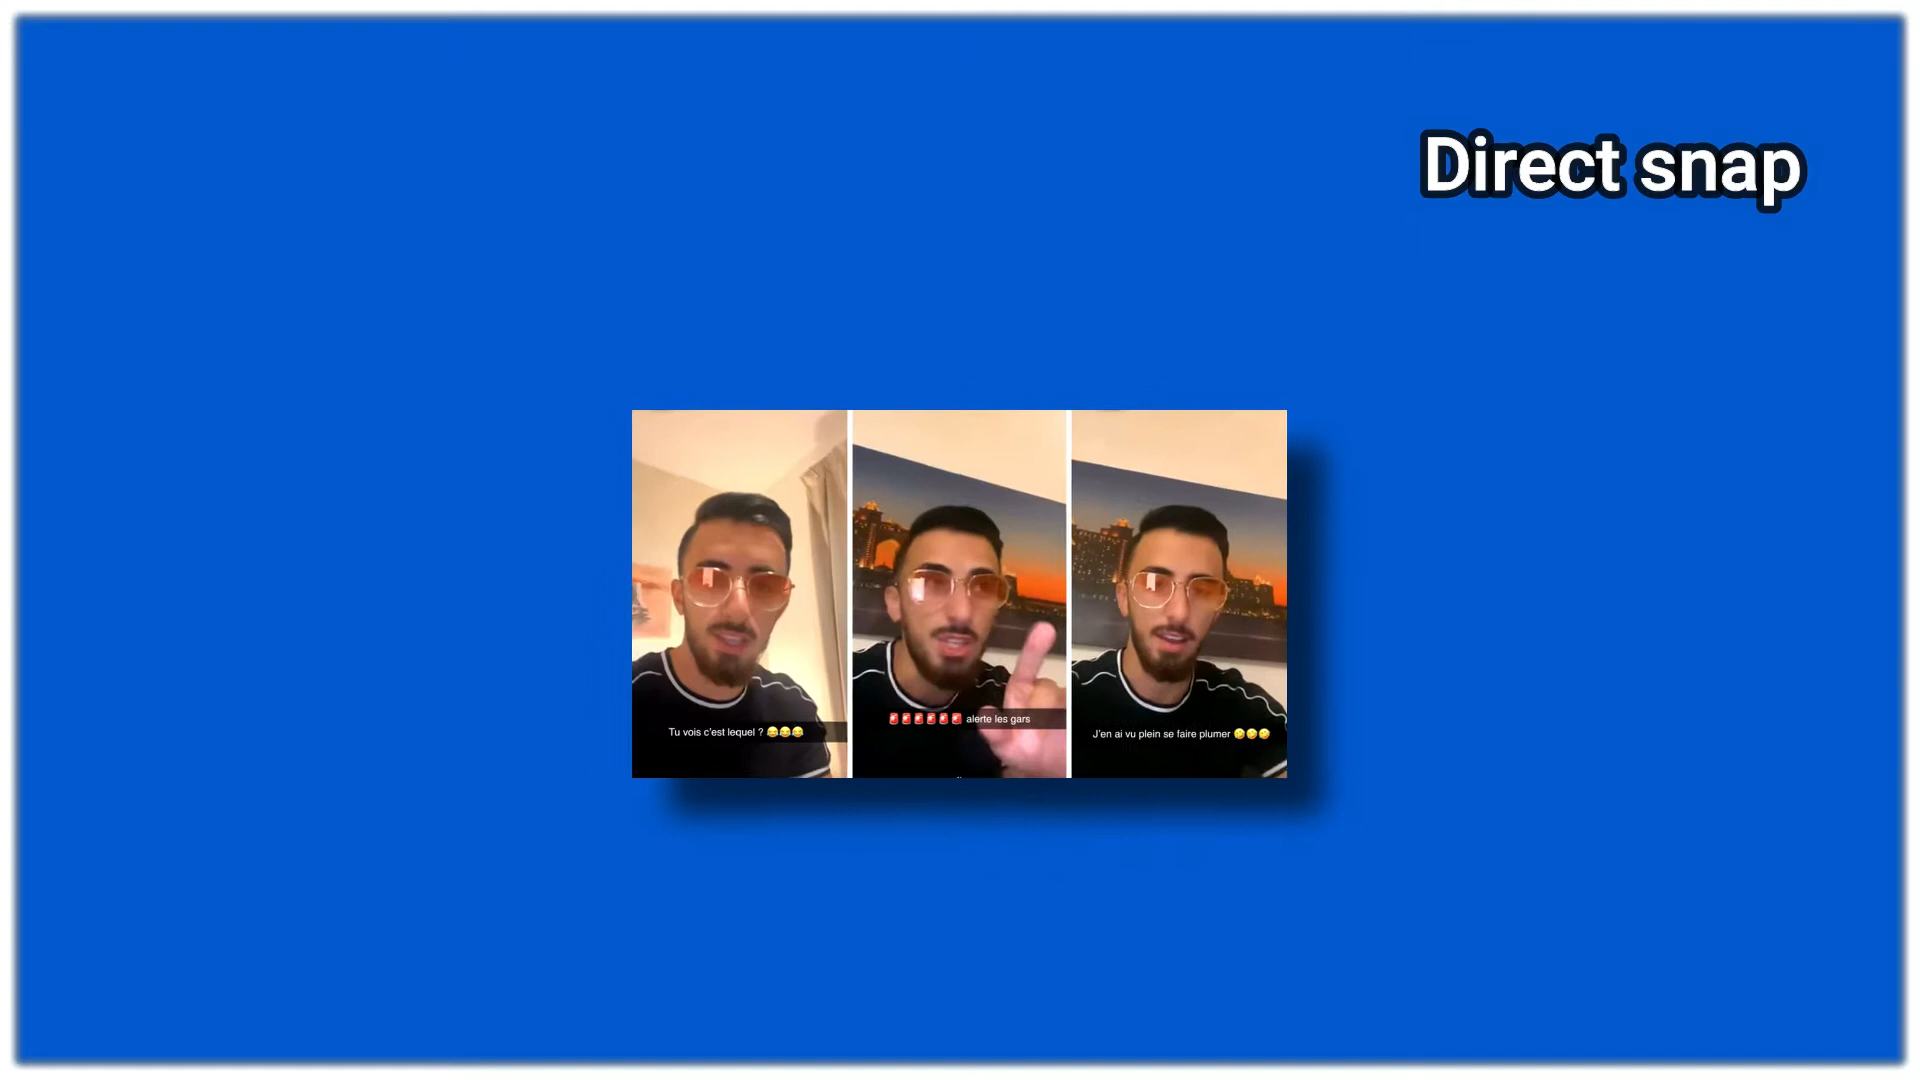 Direct snap
Tu vois c'est lequel ? 😂😂😂
🚨🚨🚨🚨🚨🚨 alerte les gars
J'en ai vu plein se faire plumer 🤣🤣🤣